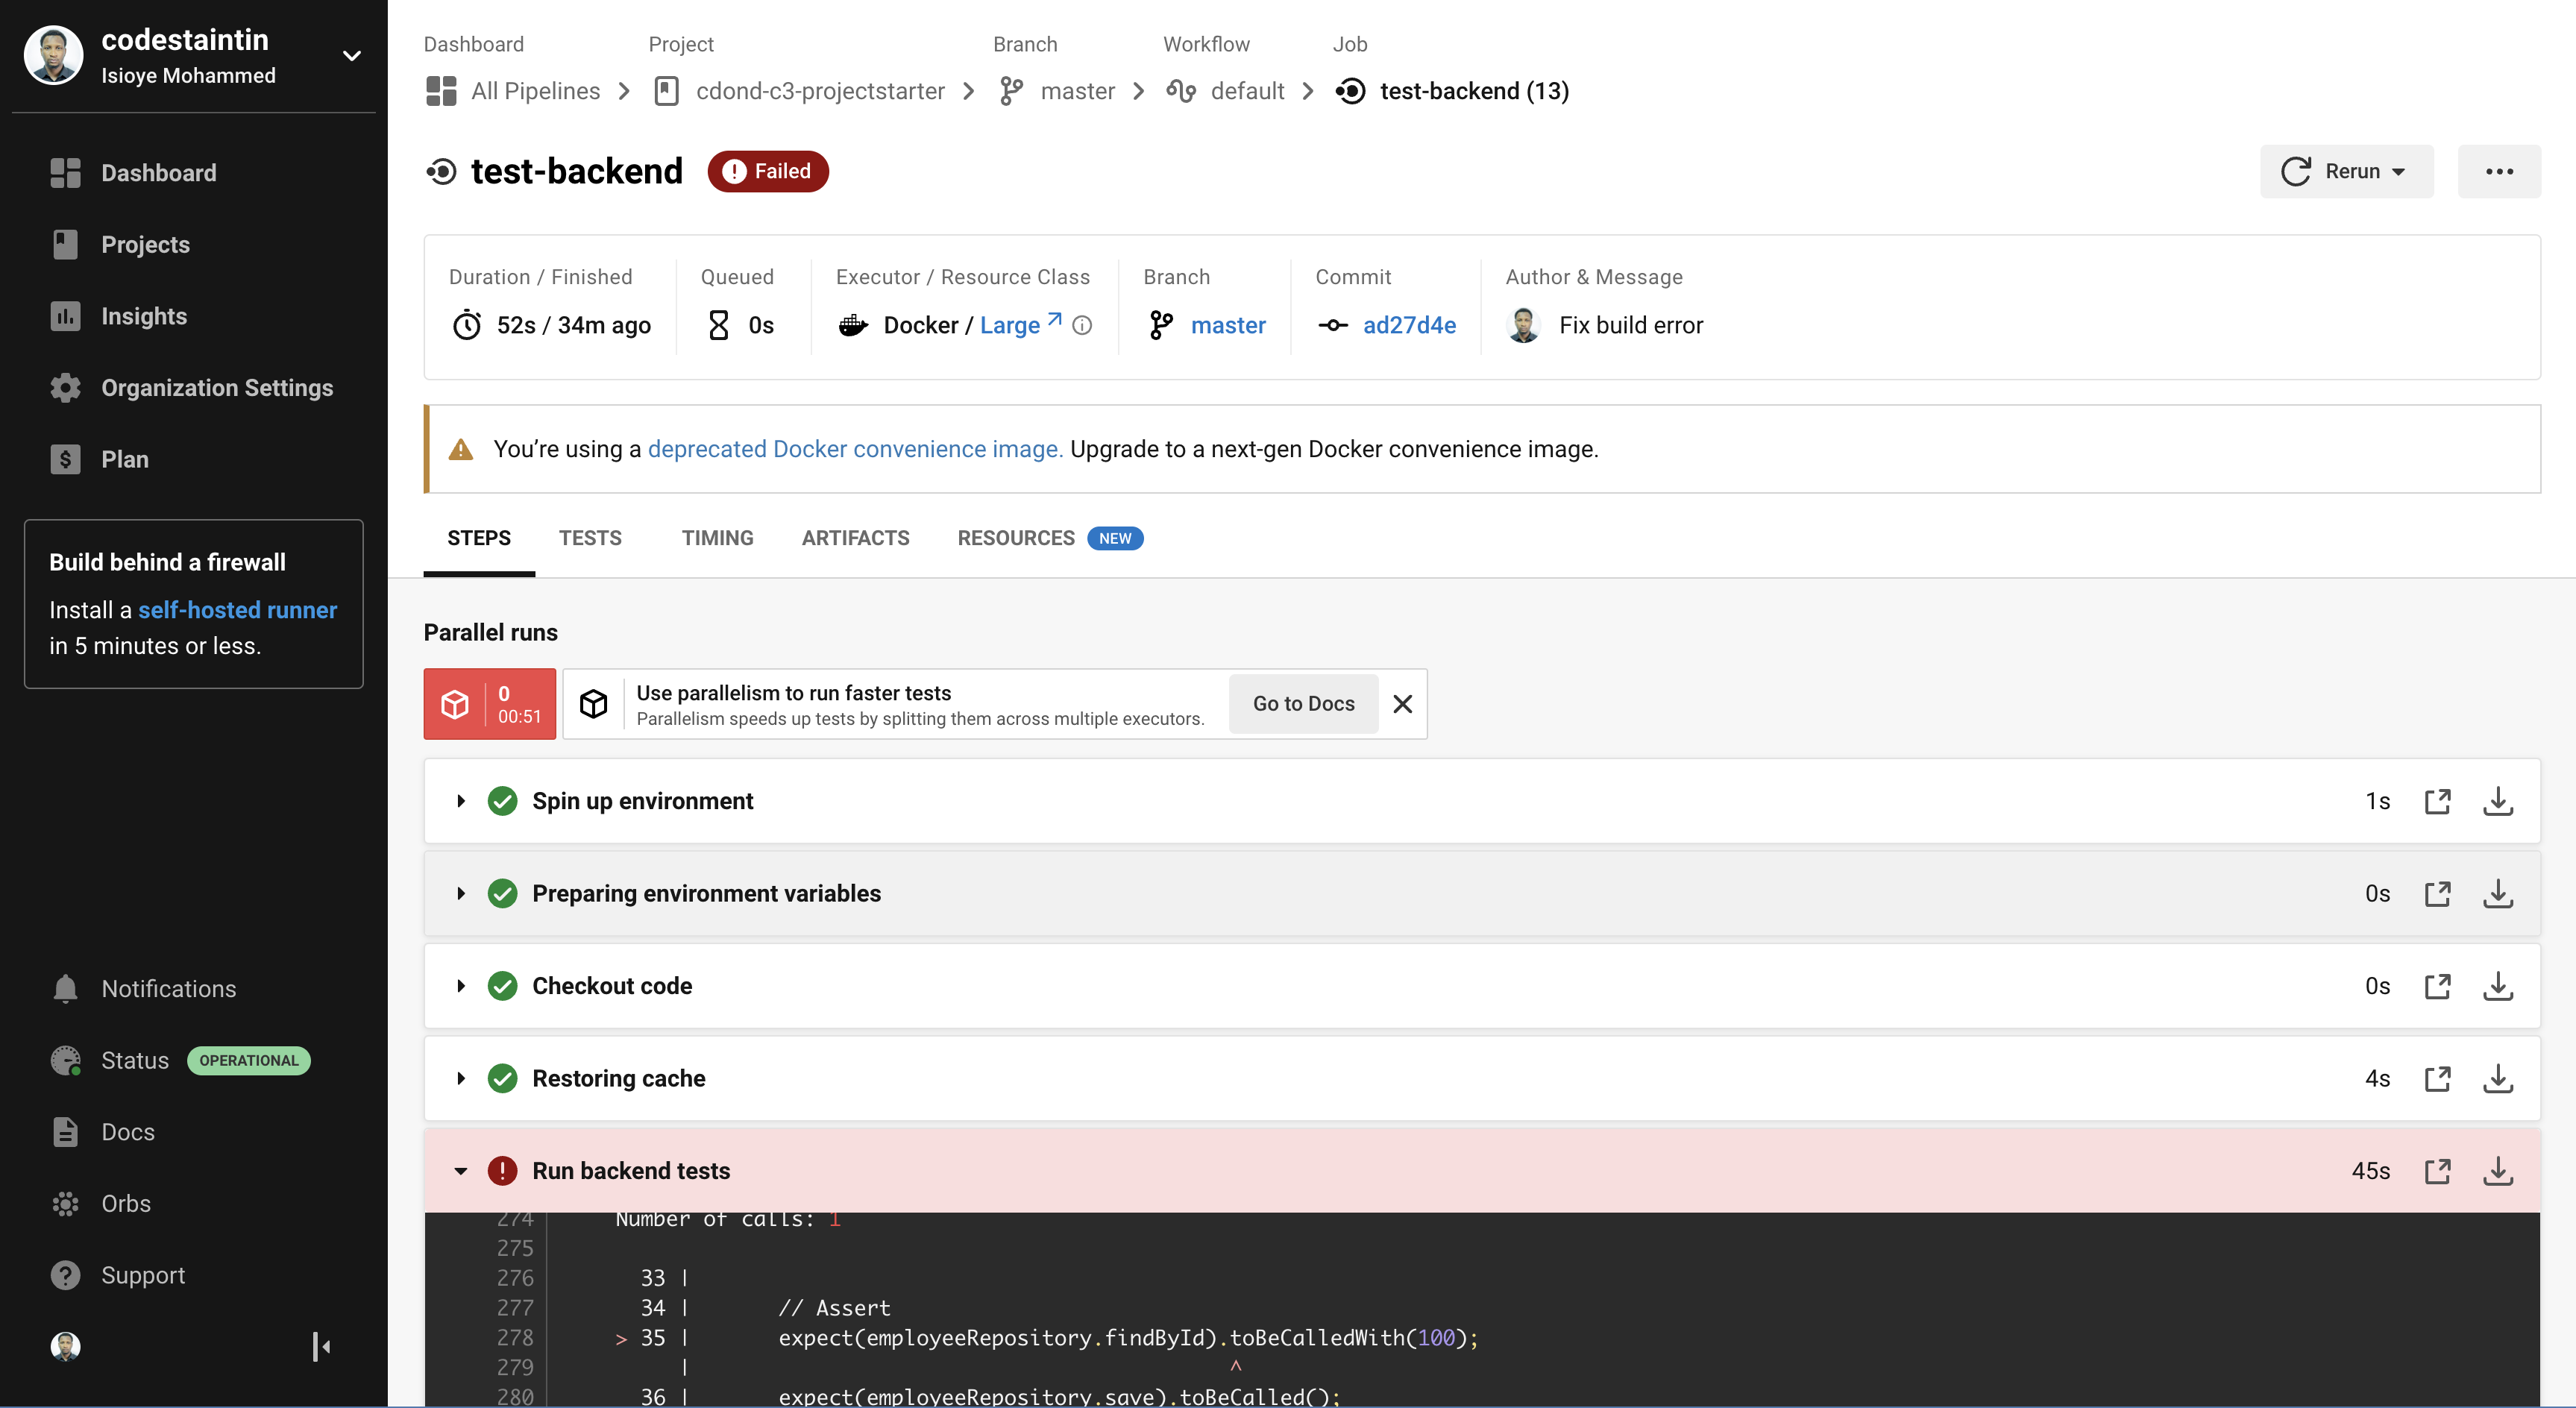 codestaintin
Isioye Mohammed
Dashboard
Projects
Insights
Organization Settings
Plan
Build behind a firewall
Install a self-hosted runner
in 5 minutes or less.
Notifications
Status OPERATIONAL
Docs
Orbs
Support
Dashboard Project Branch Workflow Job
All Pipelines cdond-c3-projectstarter master default test-backend (13)
test-backend Failed
Rerun
Duration / Finished Queued Executor / Resource Class Branch Commit Author & Message
52s / 34m ago 0s Docker / Large master ad27d4e Fix build error
You’re using a deprecated Docker convenience image. Upgrade to a next-gen Docker convenience image.
STEPS TESTS TIMING ARTIFACTS RESOURCES NEW
Parallel runs
0
00:51
Use parallelism to run faster tests
Parallelism speeds up tests by splitting them across multiple executors.
Go to Docs
Spin up environment 1s
Preparing environment variables 0s
Checkout code 0s
Restoring cache 4s
Run backend tests 45s
274 Number of calls: 1
275
276 33 |
277 34 | // Assert
278 > 35 | expect(employeeRepository.findById).toBeCalledWith(100);
279 | ^
280 36 | expect(employeeRepository.save).toBeCalled();